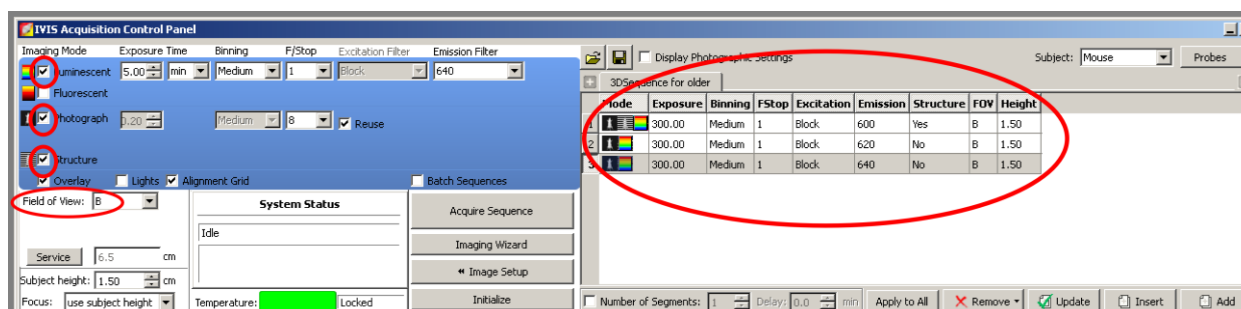 IVIS Acquisition Control Panel
Imaging Mode Exposure Time Binning F/Stop Excitation Filter Emission Filter
Luminescent 5.00 min Medium 1 Block 640
Fluorescent
Photograph 0.20 Medium 8 Reuse
Structure
Overlay Lights Alignment Grid Batch Sequences
Field of View: B
Service 6.5 cm
Subject height: 1.50 cm
Focus: use subject height
System Status
Idle
Temperature: Locked
Acquire Sequence
Imaging Wizard
Image Setup
Initialize
Display Photographic Settings Subject: Mouse Probes
3DSequence for older
Mode Exposure Binning FStop Excitation Emission Structure FOV Height
1 300.00 Medium 1 Block 600 Yes B 1.50
2 300.00 Medium 1 Block 620 No B 1.50
3 300.00 Medium 1 Block 640 No B 1.50
Number of Segments: 1 Delay: 0.0 min Apply to All Remove Update Insert Add